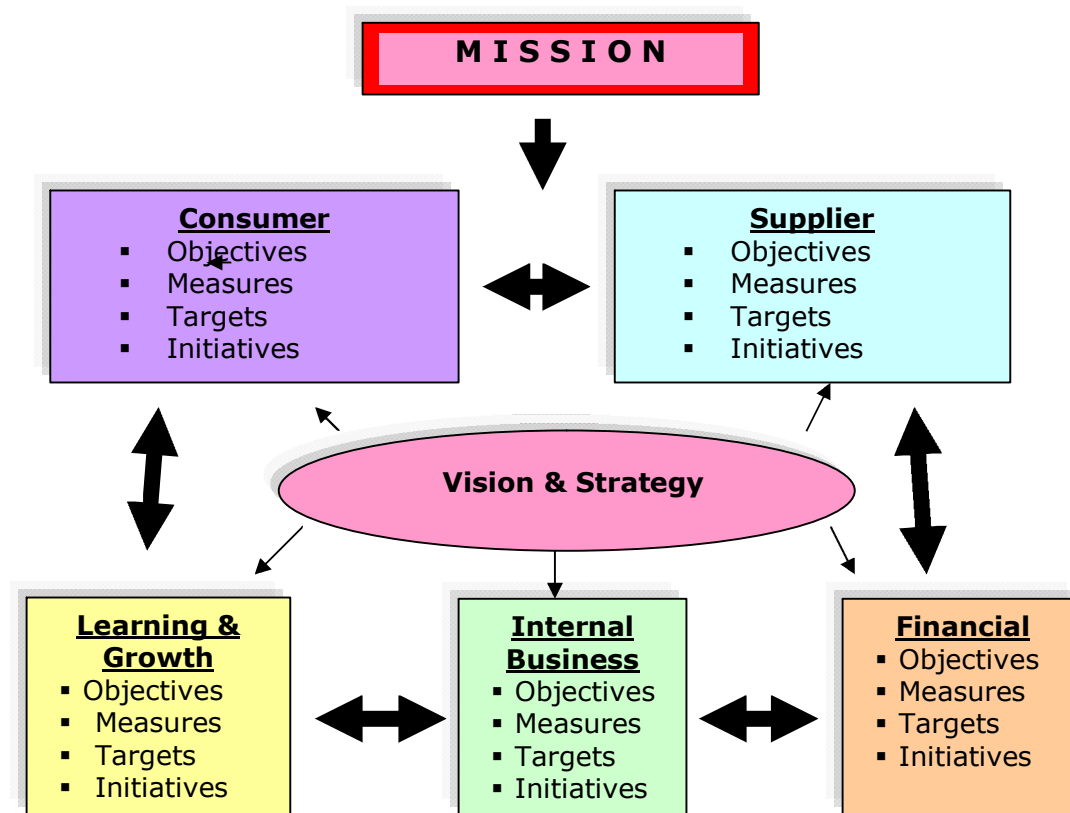 M I S S I O N
Consumer
▪ Objectives
▪ Measures
▪ Targets
▪ Initiatives
Supplier
▪ Objectives
▪ Measures
▪ Targets
▪ Initiatives
Vision & Strategy
Learning &
Growth
▪ Objectives
▪ Measures
▪ Targets
▪ Initiatives
Internal
Business
▪ Objectives
▪ Measures
▪ Targets
▪ Initiatives
Financial
▪ Objectives
▪ Measures
▪ Targets
▪ Initiatives